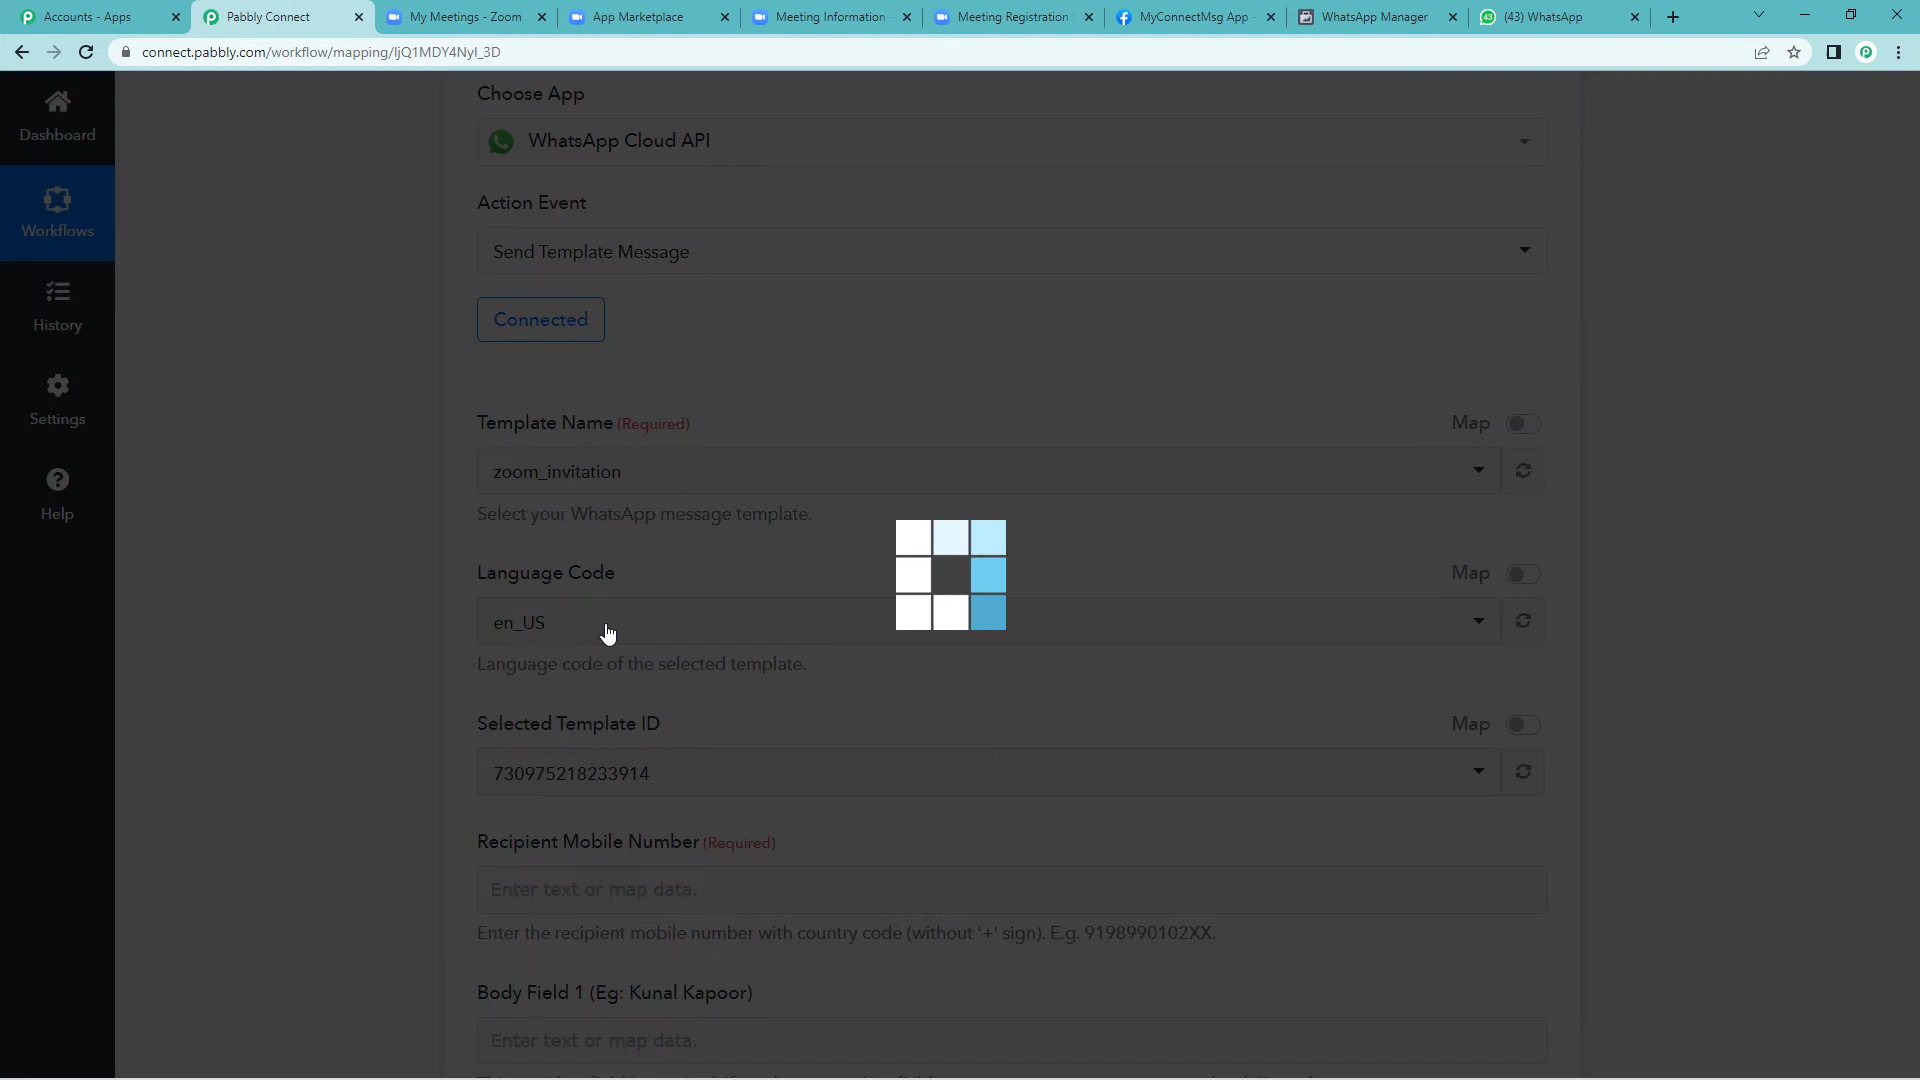 Accounts - Apps
Pabbly Connect
My Meetings - Zoom
App Marketplace
Meeting Information
Meeting Registration
MyConnectMsg App -
WhatsApp Manager
(43) WhatsApp
connect.pabbly.com/workflow/mapping/IjQ1MDY4NyI_3D
Dashboard
Workflows
History
Settings
Help
Choose App
WhatsApp Cloud API
Action Event
Send Template Message
Connected
Template Name (Required)
Map
zoom_invitation
Select your WhatsApp message template.
Language Code
Map
en_US
Language code of the selected template.
Selected Template ID
Map
730975218233914
Recipient Mobile Number (Required)
Enter text or map data.
Enter the recipient mobile number with country code (without '+' sign). E.g. 9198990102XX.
Body Field 1 (Eg: Kunal Kapoor)
Enter text or map data.